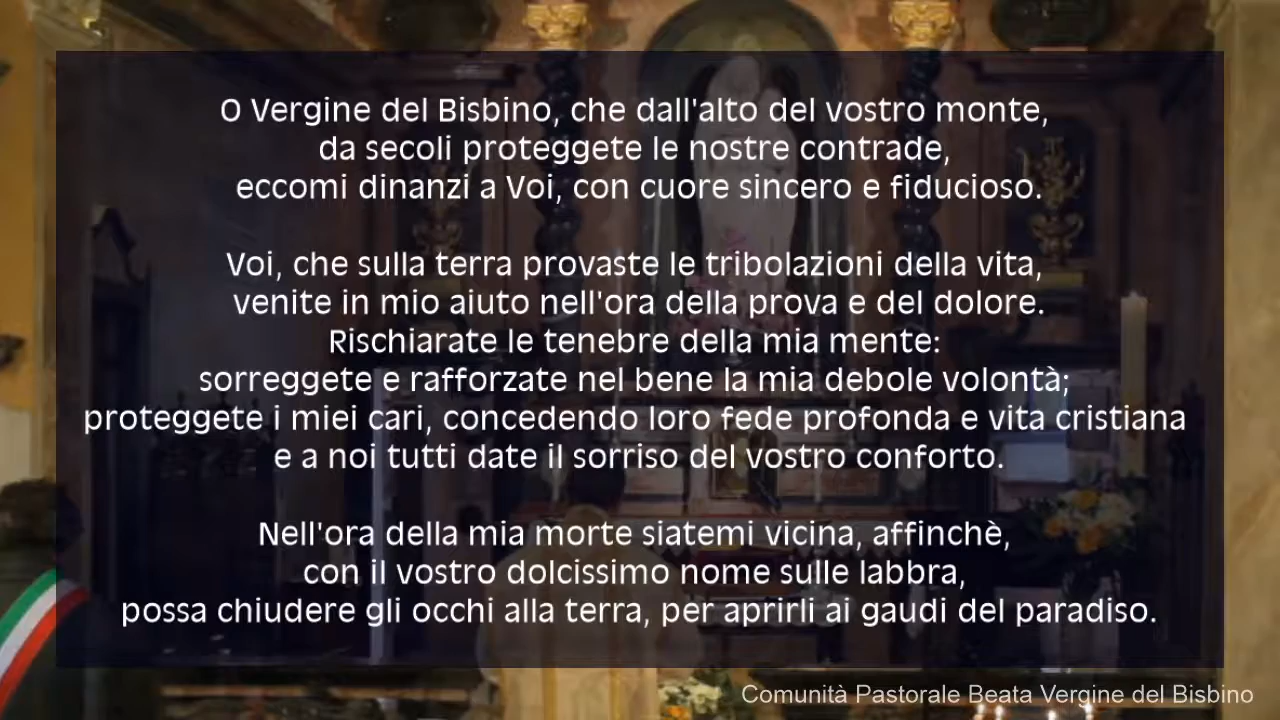 O Vergine del Bisbino, che dall'alto del vostro monte,
da secoli proteggete le nostre contrade,
eccomi dinanzi a Voi, con cuore sincero e fiducioso.
Voi, che sulla terra provaste le tribolazioni della vita,
venite in mio aiuto nell'ora della prova e del dolore.
Rischiarate le tenebre della mia mente:
sorreggete e rafforzate nel bene la mia debole volontà;
proteggete i miei cari, concedendo loro fede profonda e vita cristiana
e a noi tutti date il sorriso del vostro conforto.
Nell'ora della mia morte siatemi vicina, affinchè,
con il vostro dolcissimo nome sulle labbra,
possa chiudere gli occhi alla terra, per aprirli ai gaudi del paradiso.
Comunità Pastorale Beata Vergine del Bisbino